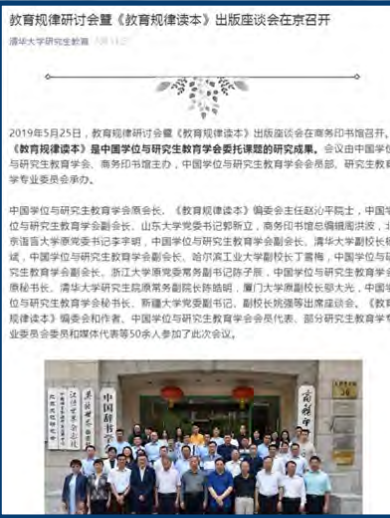 教育规律研讨会暨《教育规律读本》出版座谈会在京召开
清华大学研究生教育
2019年5月25日，教育规律研讨会暨《教育规律读本》出版座谈会在商务印书馆召开。
《教育规律读本》是中国学位与研究生教育学会委托课题的研究成果。会议由中国学位
与研究生教育学会、商务印书馆主办，中国学位与研究生教育学会会员部、研究生教育
学专业委员会承办。
中国学位与研究生教育学会原会长、《教育规律读本》编委会主任赵沁平院士，中国学
位与研究生教育学会副会长、山东大学党委书记郭新立，商务印书馆总编辑周洪波，北
京语言大学原党委书记李宇明，中国学位与研究生教育学会副会长、清华大学副校长杨
斌，中国学位与研究生教育学会副会长、哈尔滨工业大学副校长丁雪梅，中国学位与研
究生教育学会副会长、浙江大学原党委常务副书记陈子辰，中国学位与研究生教育学会
原秘书长、清华大学研究生院原常务副院长陈皓明，厦门大学原副校长邬大光，中国学
位与研究生教育学会秘书长、新疆大学党委副书记、副校长姚强等出席座谈会。《教育
规律读本》编委会和作者、中国学位与研究生教育学会会员代表、部分研究生教育学专
业委员会委员和媒体代表等50余人参加了此次会议。
中国辞书学
商務印